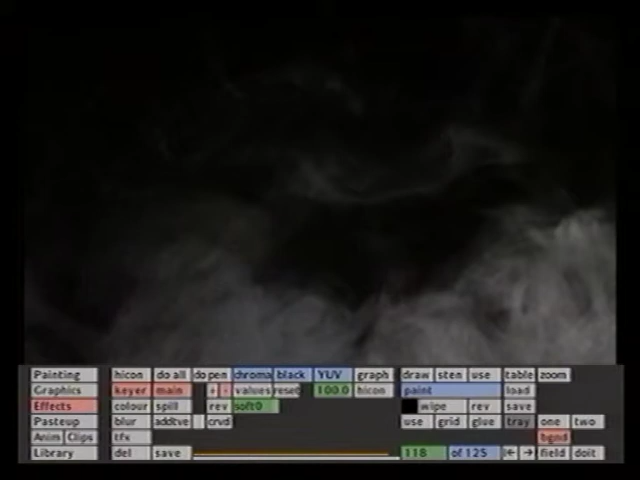 Painting hicon do all do pen chroma black YUV graph draw sten use table zoom
Graphics keyer main + - values reset 100.0 hicon paint load
Effects colour spill rev soft0 wipe rev save
Pasteup blur addtve crvd use grid glue tray one two
Anim Clips tfx bgnd
Library del save 118 of 125 ← → field doit